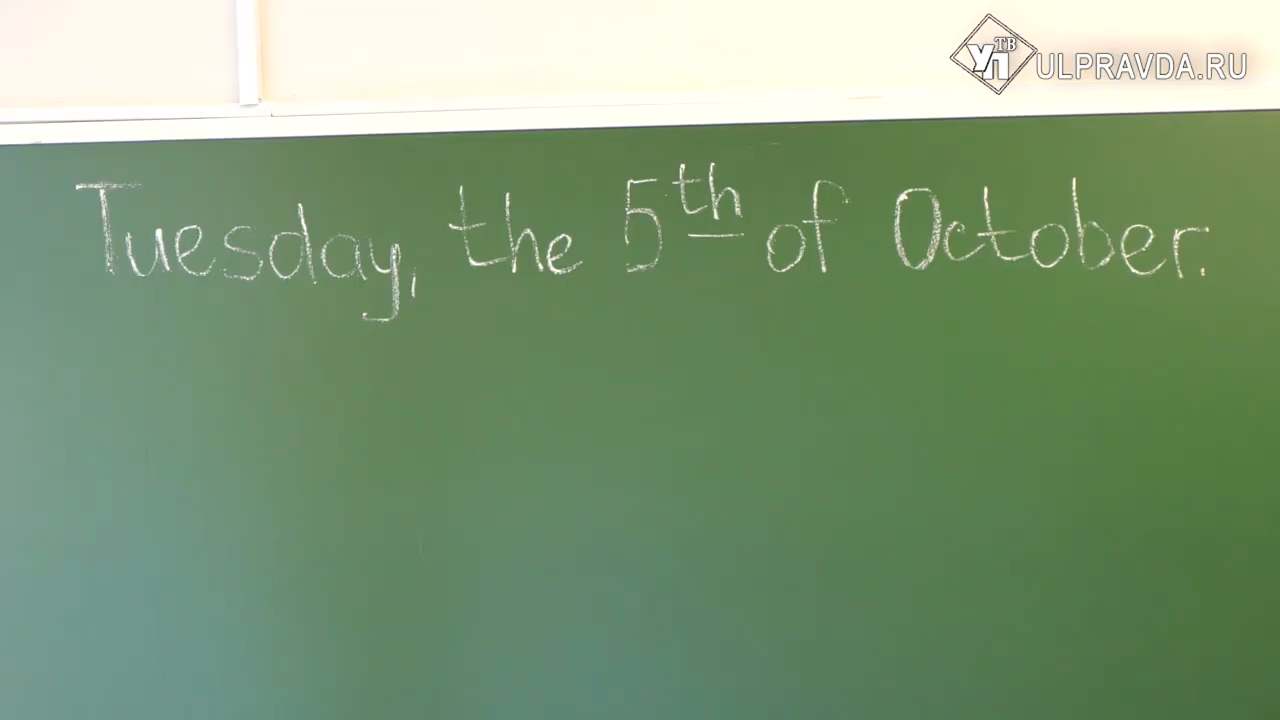 УП ТВ
ULPRAVDA.RU
Tuesday, the 5th of October.